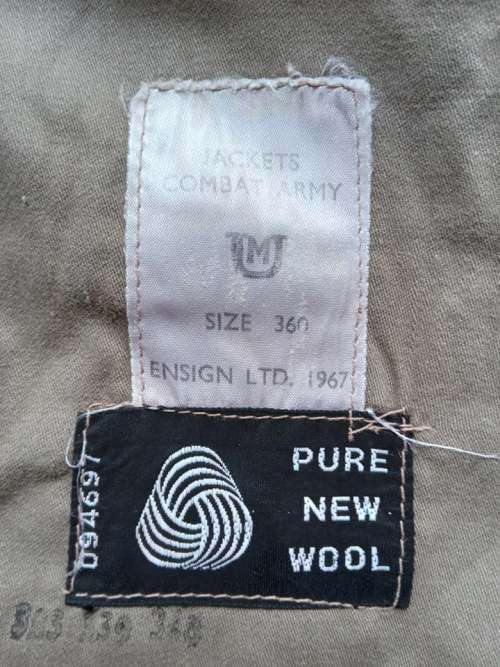 JACKETS
COMBAT ARMY
SIZE 360
ENSIGN LTD. 1967
094697
PURE
NEW
WOOL